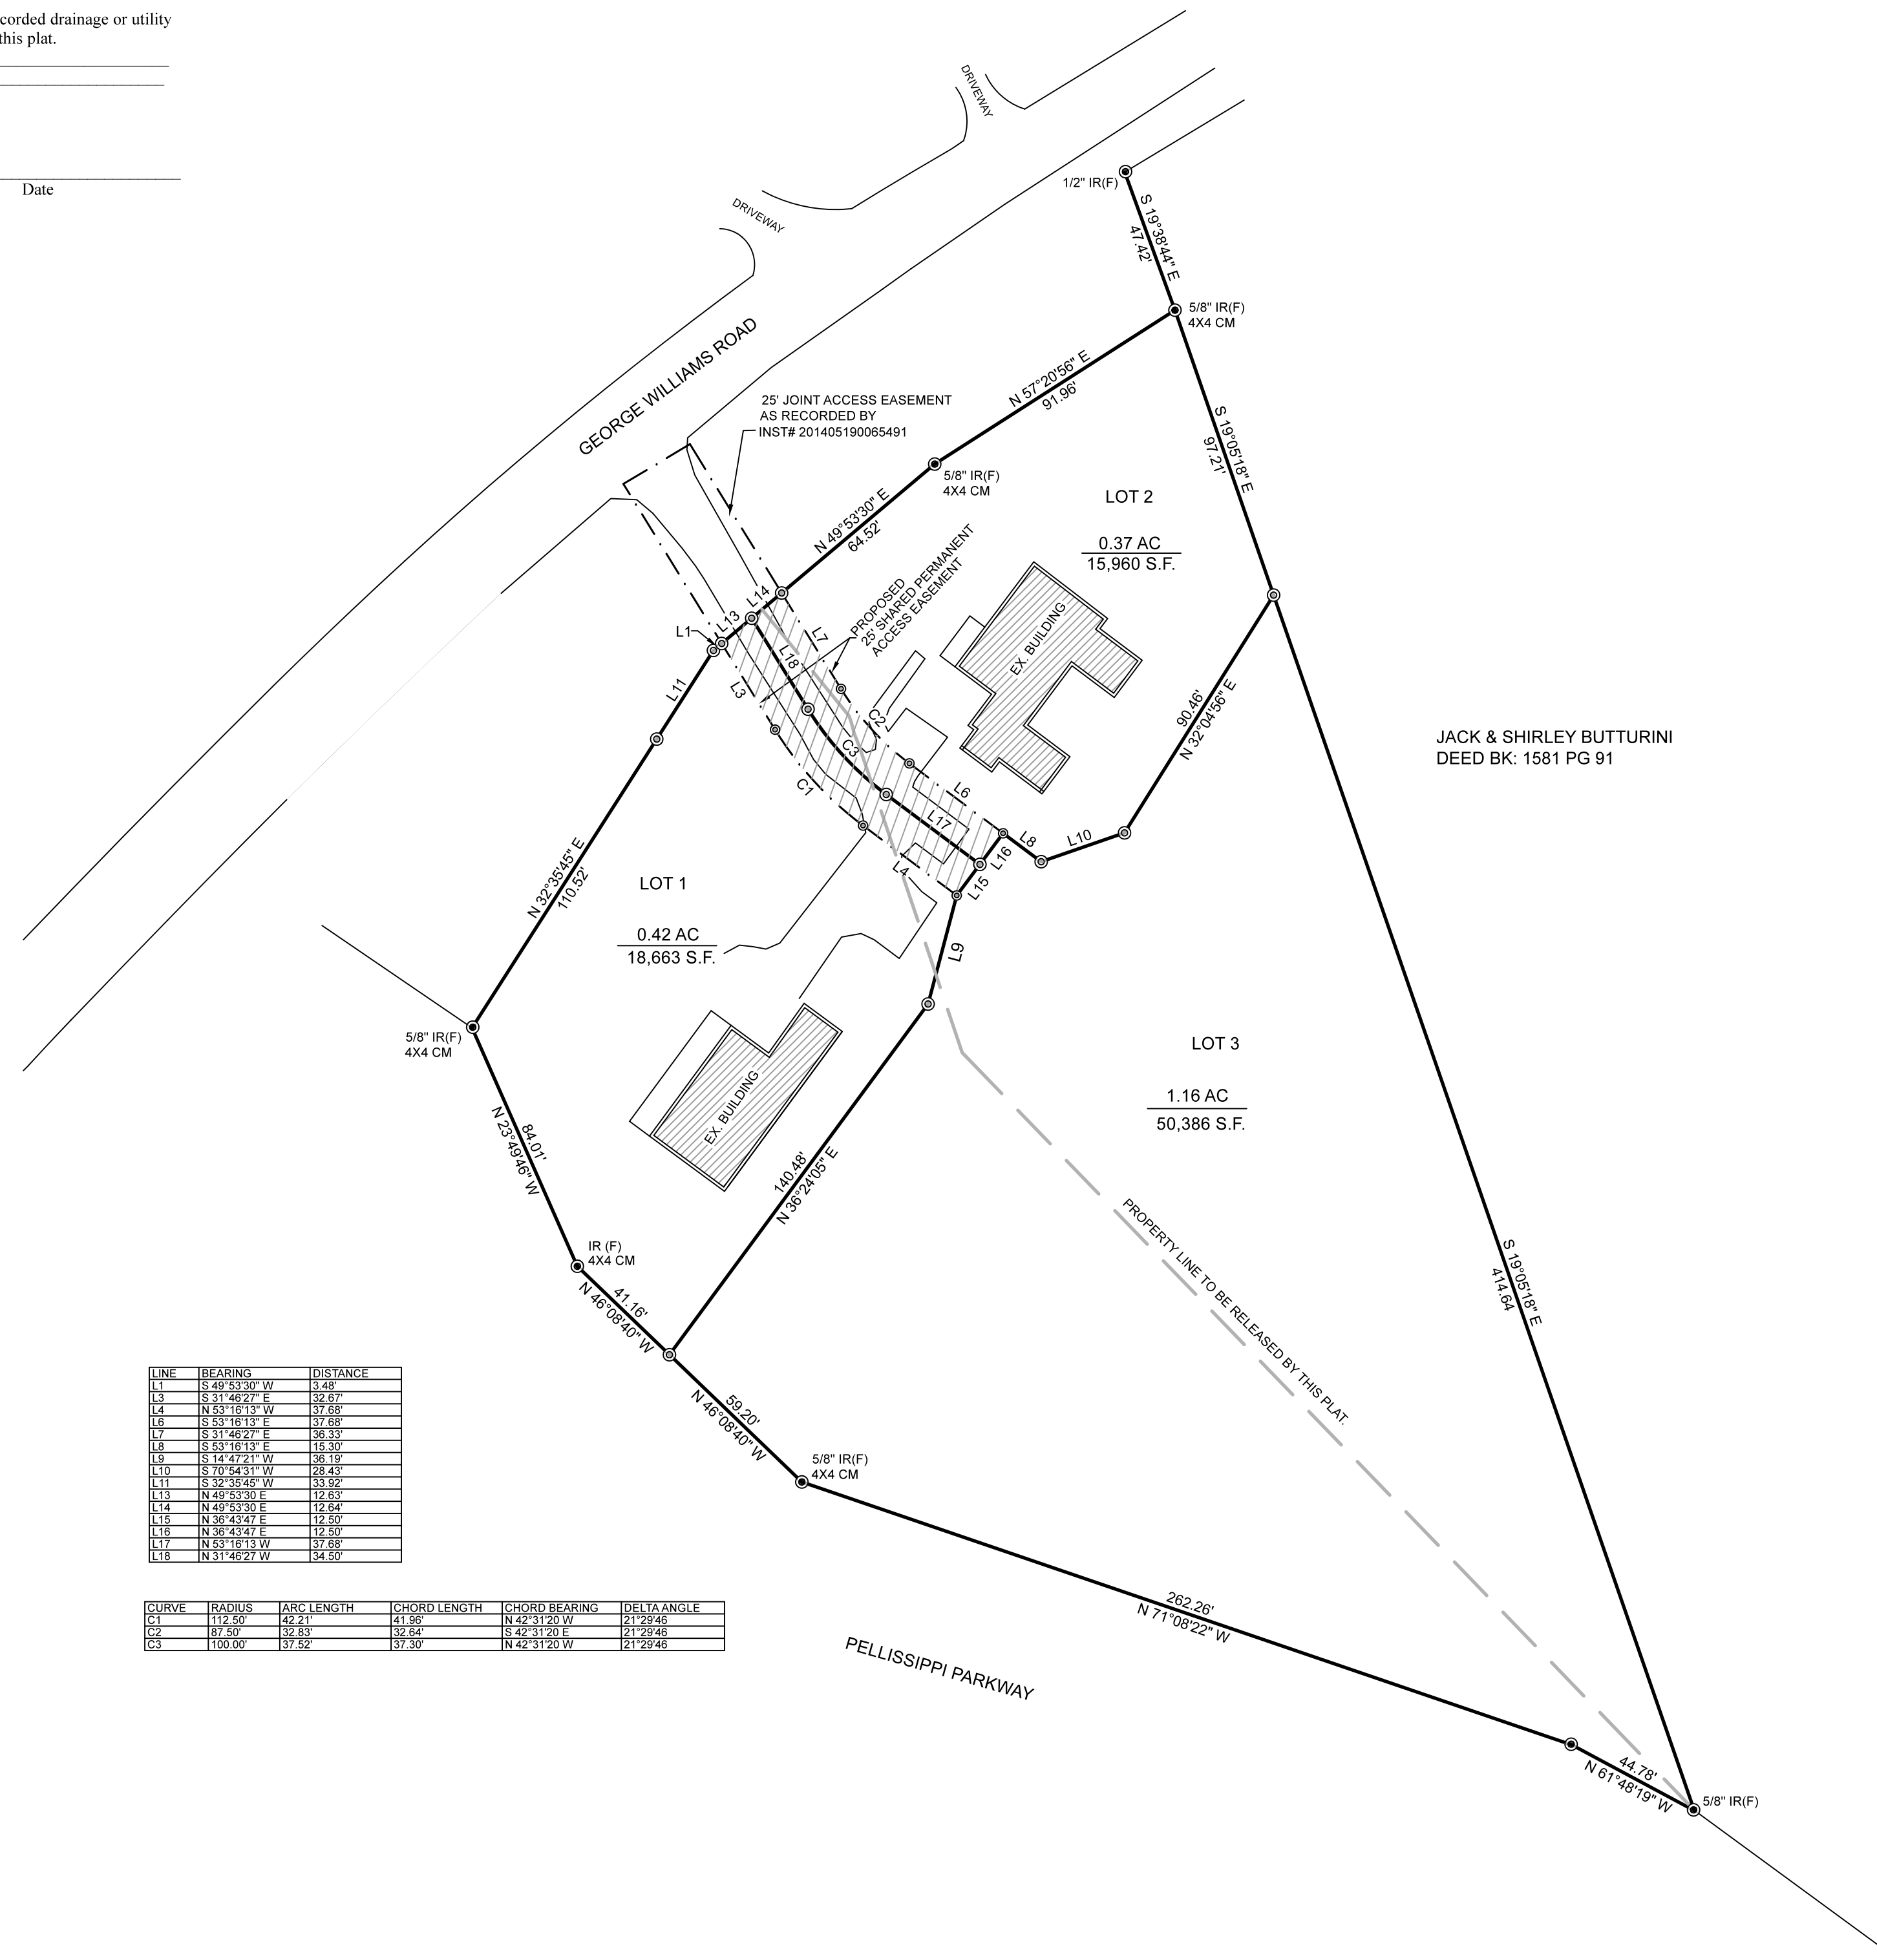 corded drainage or utility
this plat.
Date
DRIVEWAY
DRIVEWAY
GEORGE WILLIAMS ROAD
1/2" IR(F)
S 19°38'44" E
47.42'
5/8" IR(F)
4X4 CM
N 57°20'56" E
91.96'
25' JOINT ACCESS EASEMENT
AS RECORDED BY
INST# 201405190065491
5/8" IR(F)
4X4 CM
S 19°05'18" E
97.21'
LOT 2
0.37 AC
15,960 S.F.
N 49°53'30" E
64.52'
PROPOSED
25' SHARED PERMANENT
ACCESS EASEMENT
EX. BUILDING
L14
L13
L1
L7
L18
L3
L11
C2
C3
C1
L6
L17
L8
L10
L16
L4
L15
L9
90.46'
N 32°04'56" E
JACK & SHIRLEY BUTTURINI
DEED BK: 1581 PG 91
N 32°35'45" E
110.52'
LOT 1
0.42 AC
18,663 S.F.
5/8" IR(F)
4X4 CM
LOT 3
1.16 AC
50,386 S.F.
EX. BUILDING
84.01'
N 23°49'46" W
140.48'
N 36°24'05" E
IR (F)
4X4 CM
41.16'
N 46°08'40" W
PROPERTY LINE TO BE RELEASED BY THIS PLAT.
S 19°05'18" E
414.64
59.20'
N 46°08'40" W
5/8" IR(F)
4X4 CM
262.26'
N 71°08'22" W
PELLISSIPPI PARKWAY
44.78'
N 61°48'19" W
5/8" IR(F)
LINE BEARING DISTANCE
L1 S 49°53'30" W 3.48'
L3 S 31°46'27" E 32.67'
L4 N 53°16'13" W 37.68'
L6 S 53°16'13" E 37.68'
L7 S 31°46'27" E 36.33'
L8 S 53°16'13" E 15.30'
L9 S 14°47'21" W 36.19'
L10 S 70°54'31" W 28.43'
L11 S 32°35'45" W 33.92'
L13 N 49°53'30 E 12.63'
L14 N 49°53'30 E 12.64'
L15 N 36°43'47 E 12.50'
L16 N 36°43'47 E 12.50'
L17 N 53°16'13 W 37.68'
L18 N 31°46'27 W 34.50'
CURVE RADIUS ARC LENGTH CHORD LENGTH CHORD BEARING DELTA ANGLE
C1 112.50' 42.21' 41.96' N 42°31'20 W 21°29'46
C2 87.50' 32.83' 32.64' S 42°31'20 E 21°29'46
C3 100.00' 37.52' 37.30' N 42°31'20 W 21°29'46